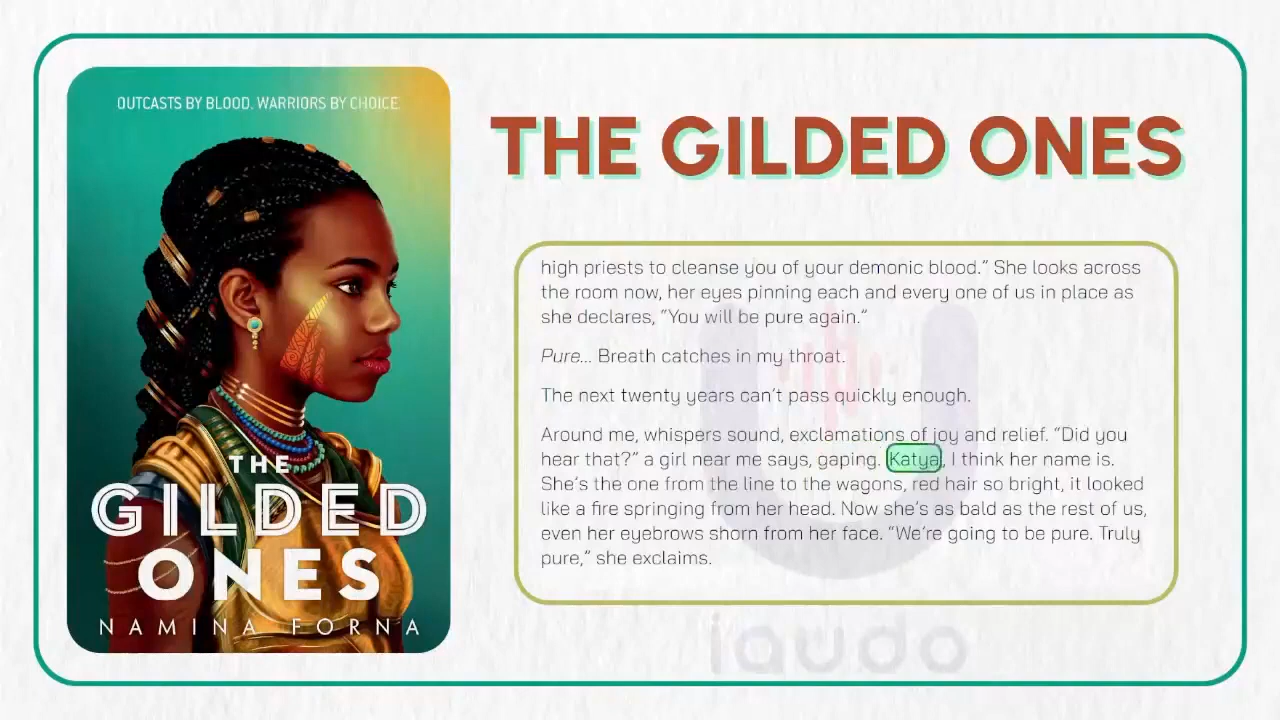 OUTCASTS BY BLOOD. WARRIORS BY CHOICE.
THE
GILDED
ONES
NAMINA FORNA
THE GILDED ONES
high priests to cleanse you of your demonic blood.” She looks across
the room now, her eyes pinning each and every one of us in place as
she declares, “You will be pure again.”
Pure... Breath catches in my throat.
The next twenty years can’t pass quickly enough.
Around me, whispers sound, exclamations of joy and relief. “Did you
hear that?” a girl near me says, gaping. Katya, I think her name is.
She’s the one from the line to the wagons, red hair so bright, it looked
like a fire springing from her head. Now she’s as bald as the rest of us,
even her eyebrows shorn from her face. “We’re going to be pure. Truly
pure,” she exclaims.
iaudo